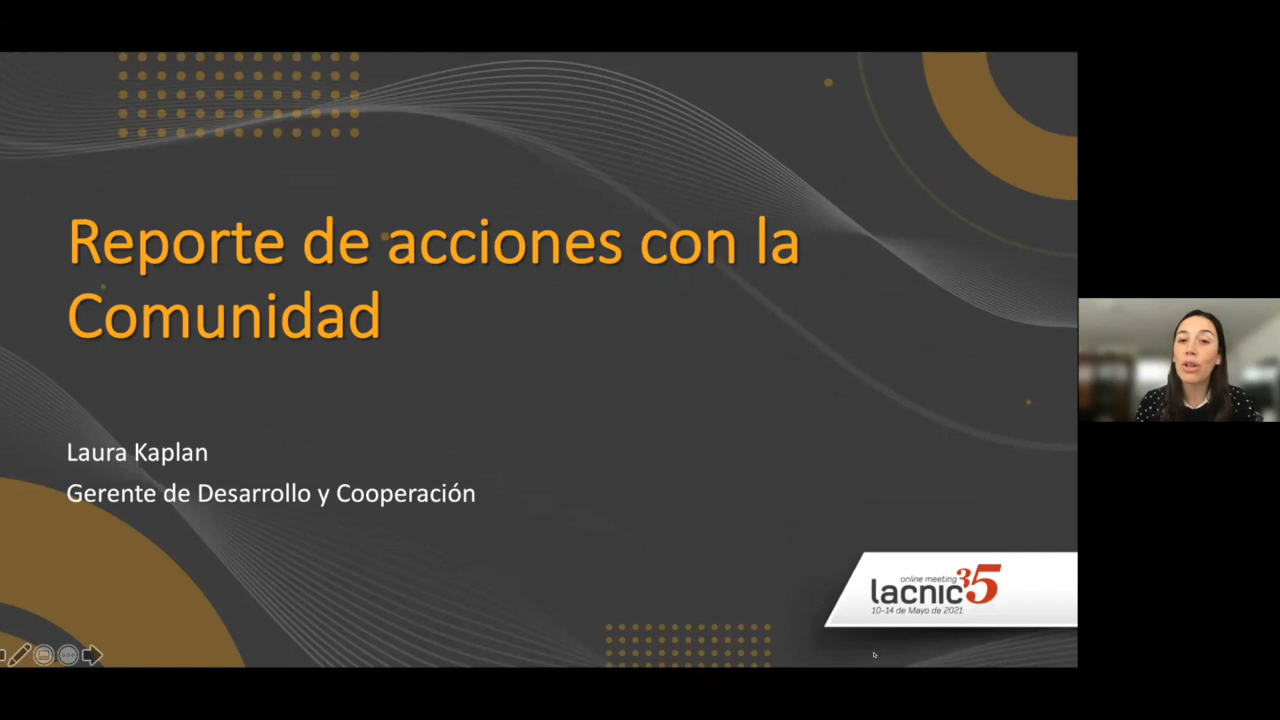 Reporte de acciones con la
Comunidad
Laura Kaplan
Gerente de Desarrollo y Cooperación
online meeting
lacnic35
10-14 de Mayo de 2021